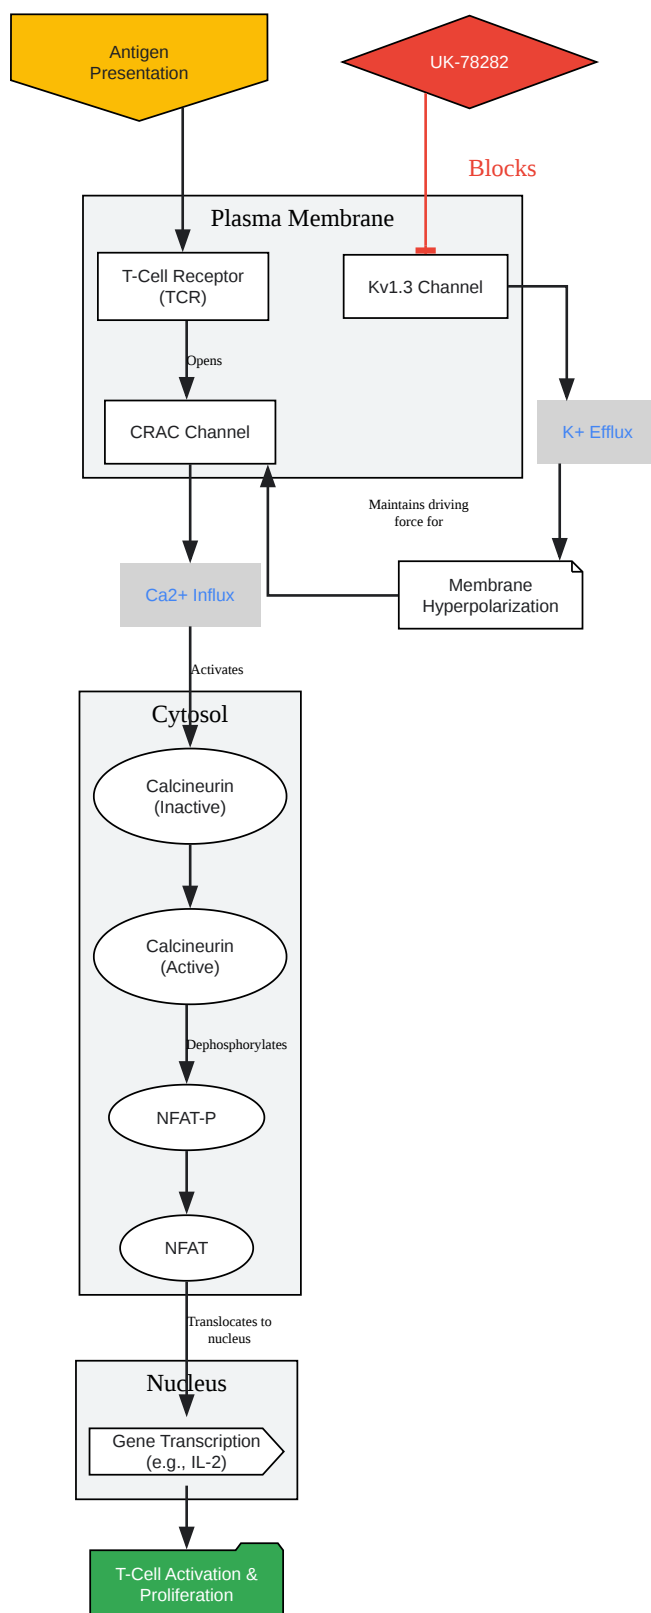 Antigen
Presentation
UK-78282
Blocks
Plasma Membrane
T-Cell Receptor
(TCR)
Kv1.3 Channel
Opens
CRAC Channel
K+ Efflux
Maintains driving
force for
Membrane
Hyperpolarization
Ca2+ Influx
Activates
Cytosol
Calcineurin
(Inactive)
Calcineurin
(Active)
Dephosphorylates
NFAT-P
NFAT
Translocates to
nucleus
Nucleus
Gene Transcription
(e.g., IL-2)
T-Cell Activation &
Proliferation